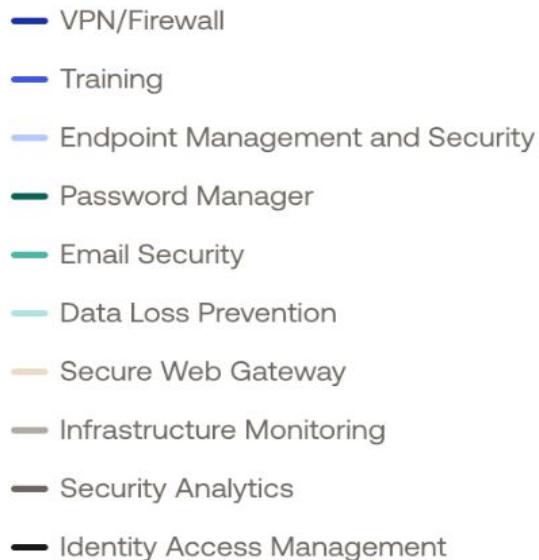 VPN/Firewall
Training
Endpoint Management and Security
Password Manager
Email Security
Data Loss Prevention
Secure Web Gateway
Infrastructure Monitoring
Security Analytics
Identity Access Management